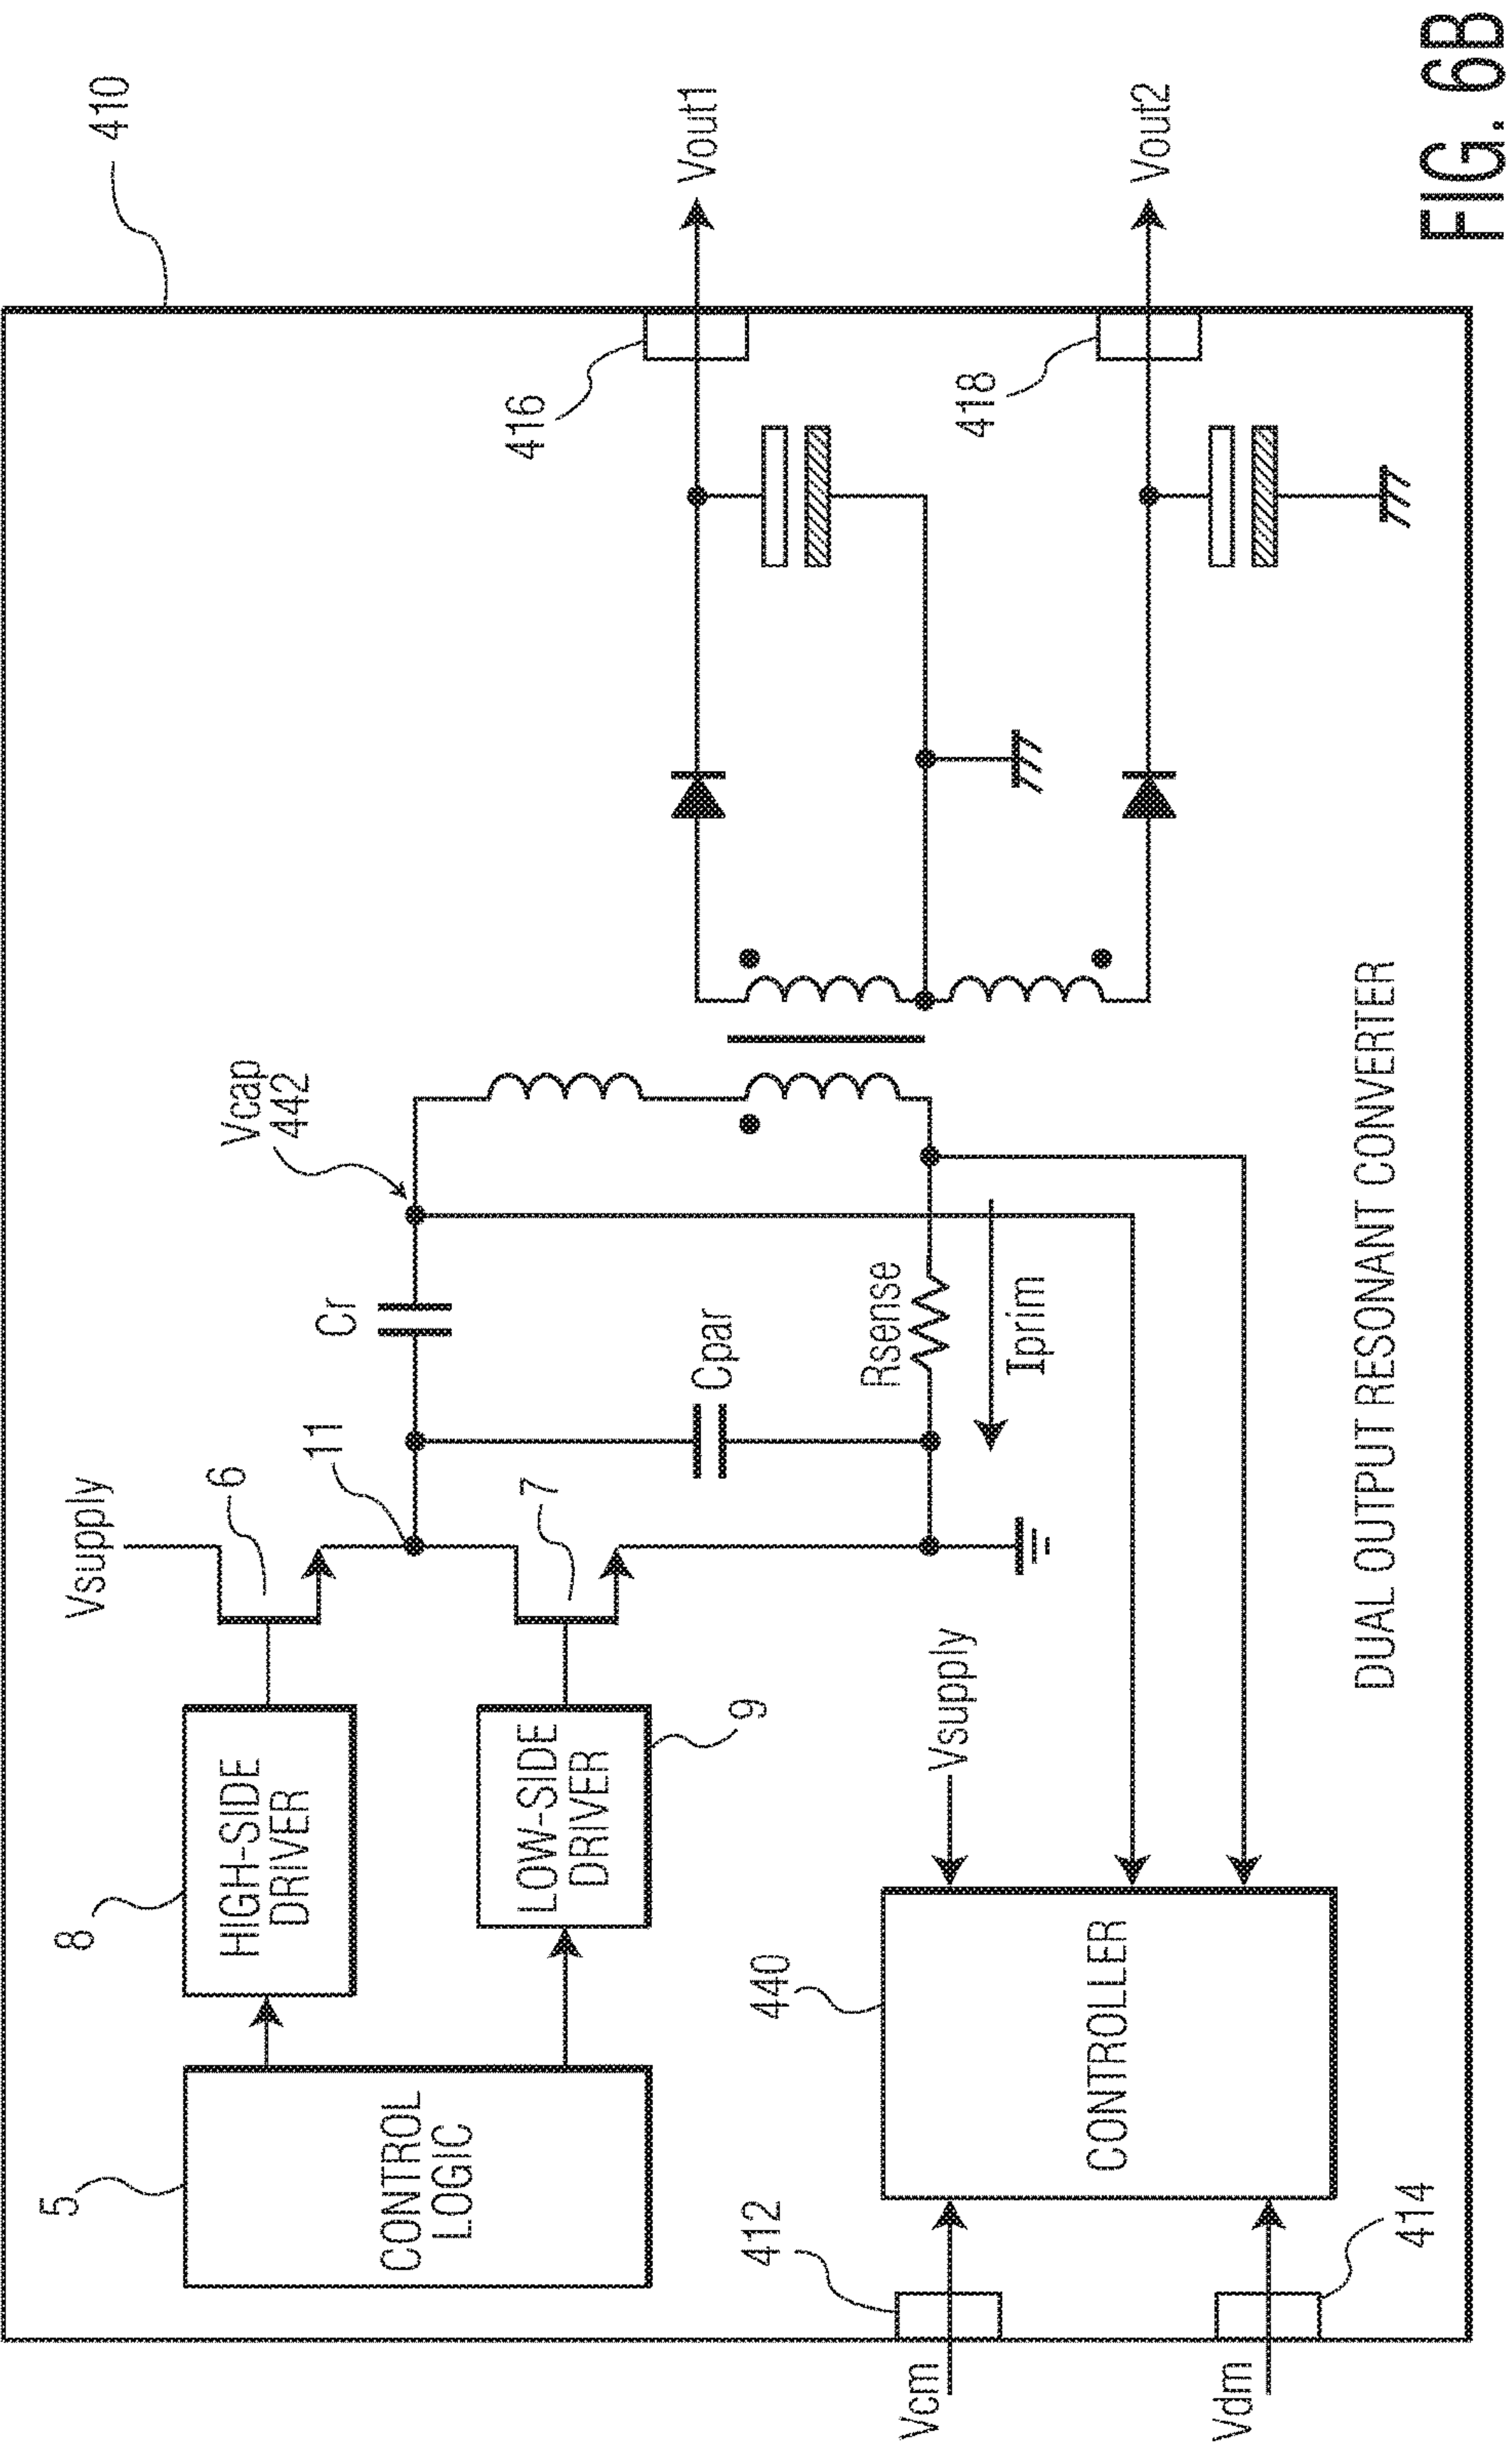 410
Vsupply
6
11
Cr
Vcap
442
8
HIGH-SIDE
DRIVER
5
CONTROL
LOGIC
LOW-SIDE
DRIVER
9
7
Cpar
Rsense
Iprim
416
Vout1
418
Vout2
440
Vsupply
412
Vcm
CONTROLLER
Vdm
414
DUAL OUTPUT RESONANT CONVERTER
FIG. 6B